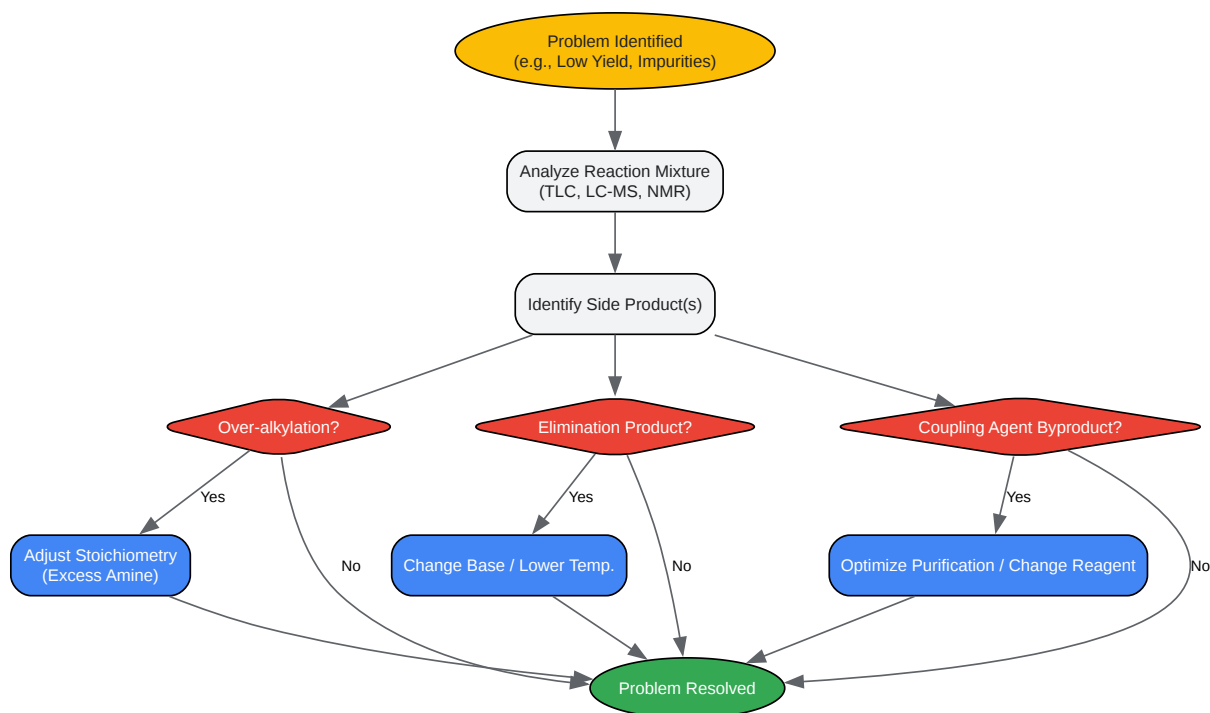 Problem Identified
(e.g., Low Yield, Impurities)
Analyze Reaction Mixture
(TLC, LC-MS, NMR)
Identify Side Product(s)
Over-alkylation?
Elimination Product?
Coupling Agent Byproduct?
Yes
Yes
Yes
Adjust Stoichiometry
(Excess Amine)
No
Change Base / Lower Temp.
No
Optimize Purification / Change Reagent
No
Problem Resolved